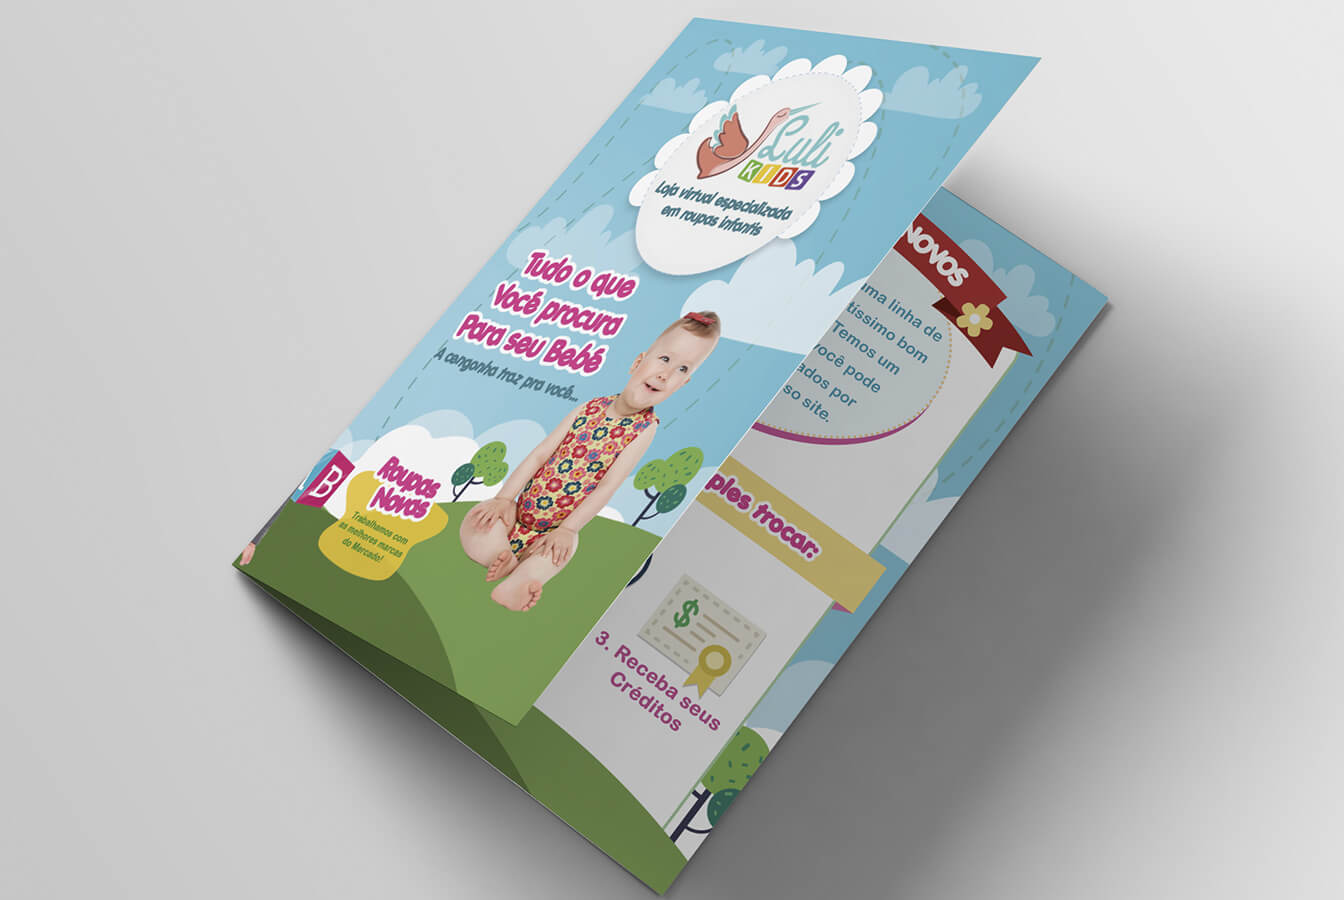 Luli
KIDS
Loja virtual especializada
em roupas infantis
Tudo o que
Você procura
Para seu Bebê
A cengonha traz pra você...
B
Roupas
Novas
Trabalhamos com
as melhores marcas
do Mercado!
NOVOS
uma linha de
tíssimo bom
Temos um
você pode
ados por
so site.
ples trocar:
3. Receba seus
Créditos
$